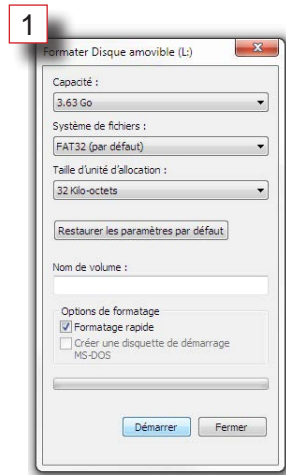 1
Formater Disque amovible (L:)
Capacité :
3.63 Go
Système de fichiers :
FAT32 (par défaut)
Taille d'unité d'allocation :
32 Kilo-octets
Restaurer les paramètres par défaut
Nom de volume :
Options de formatage
Formatage rapide
Créer une disquette de démarrage
MS-DOS
Démarrer
Fermer